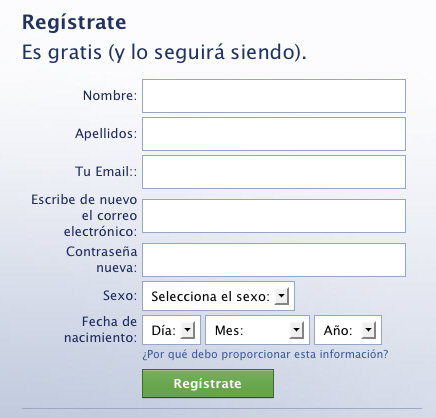 Regístrate
Es gratis (y lo seguirá siendo).
Nombre:
Apellidos:
Tu Email::
Escribe de nuevo
el correo
electrónico:
Contraseña
nueva:
Sexo: Selecciona el sexo:
Fecha de
nacimiento: Día: Mes: Año:
¿Por qué debo proporcionar esta información?
Regístrate